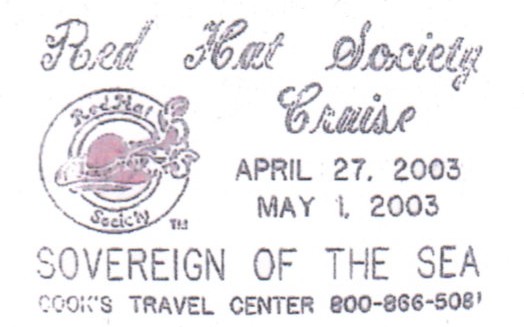 Red Hat Society
Cruise
Red Hat
Society
TM
APRIL 27, 2003
MAY 1, 2003
SOVEREIGN OF THE SEA
COOK'S TRAVEL CENTER 800-866-5081